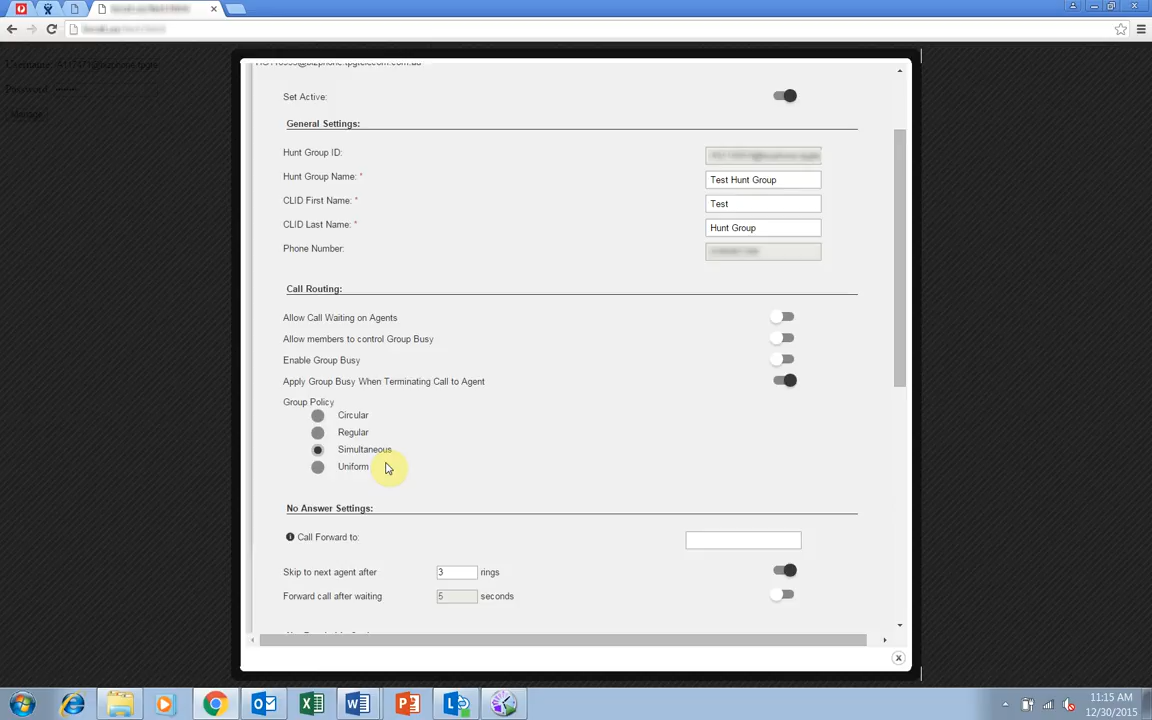 Set Active:
General Settings:
Hunt Group ID:
Hunt Group Name: *
Test Hunt Group
CLID First Name: *
Test
CLID Last Name: *
Hunt Group
Phone Number:
Call Routing:
Allow Call Waiting on Agents
Allow members to control Group Busy
Enable Group Busy
Apply Group Busy When Terminating Call to Agent
Group Policy
Circular
Regular
Simultaneous
Uniform
No Answer Settings:
Call Forward to:
Skip to next agent after 3 rings
Forward call after waiting 5 seconds
11:15 AM
12/30/2015